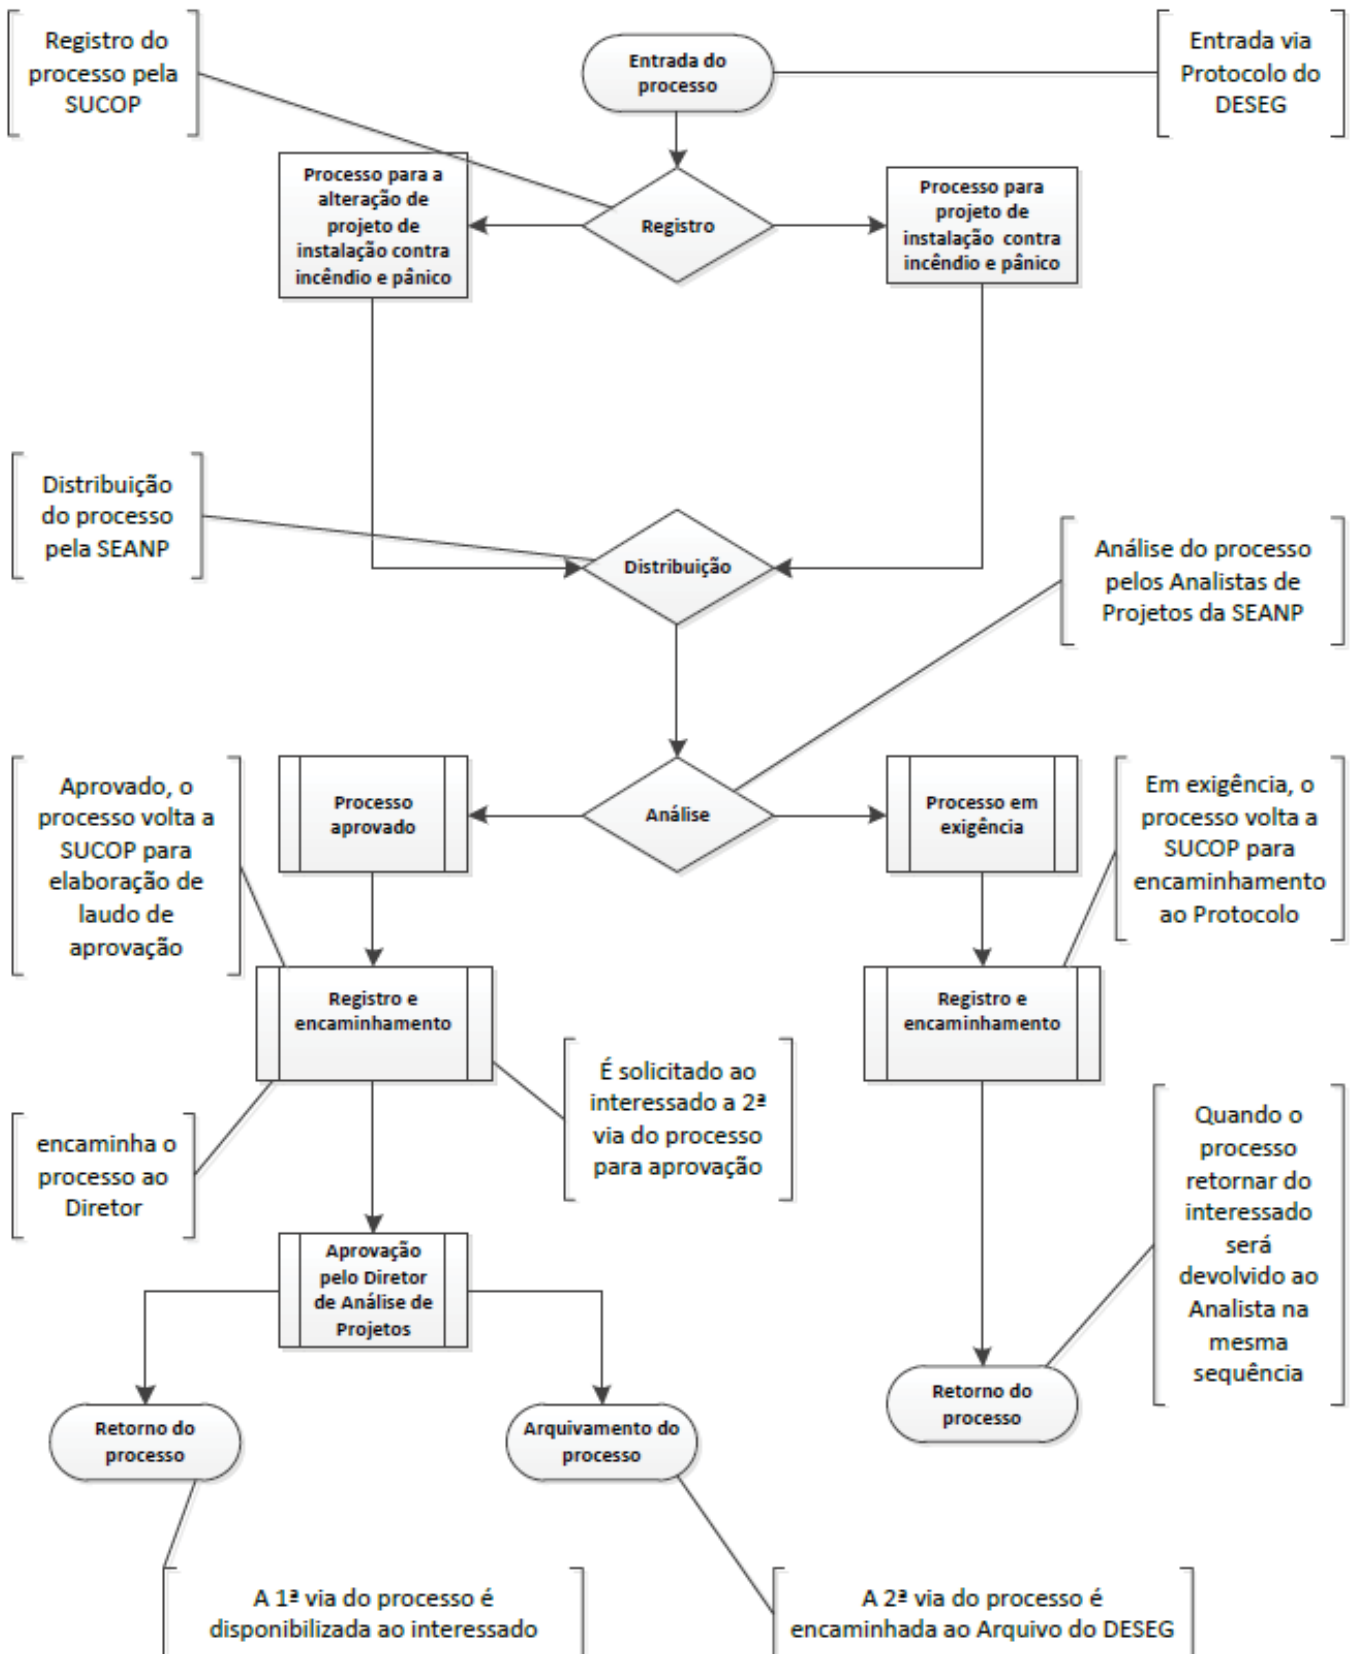 Registro do
processo pela
SUCOP
Entrada do
processo
Entrada via
Protocolo do
DESEG
Processo para a
alteração de
projeto de
instalação contra
incêndio e pânico
Registro
Processo para
projeto de
instalação contra
incêndio e pânico
Distribuição
do processo
pela SEANP
Distribuição
Análise do processo
pelos Analistas de
Projetos da SEANP
Aprovado, o
processo volta a
SUCOP para
elaboração de
laudo de
aprovação
Processo
aprovado
Análise
Processo em
exigência
Em exigência, o
processo volta a
SUCOP para
encaminhamento
ao Protocolo
Registro e
encaminhamento
Registro e
encaminhamento
encaminha o
processo ao
Diretor
É solicitado ao
interessado a 2ª
via do processo
para aprovação
Quando o
processo
retornar do
interessado
será
devolvido ao
Analista na
mesma
sequência
Aprovação
pelo Diretor
de Análise de
Projetos
Retorno do
processo
Arquivamento do
processo
Retorno do
processo
A 1ª via do processo é
disponibilizada ao interessado
A 2ª via do processo é
encaminhada ao Arquivo do DESEG